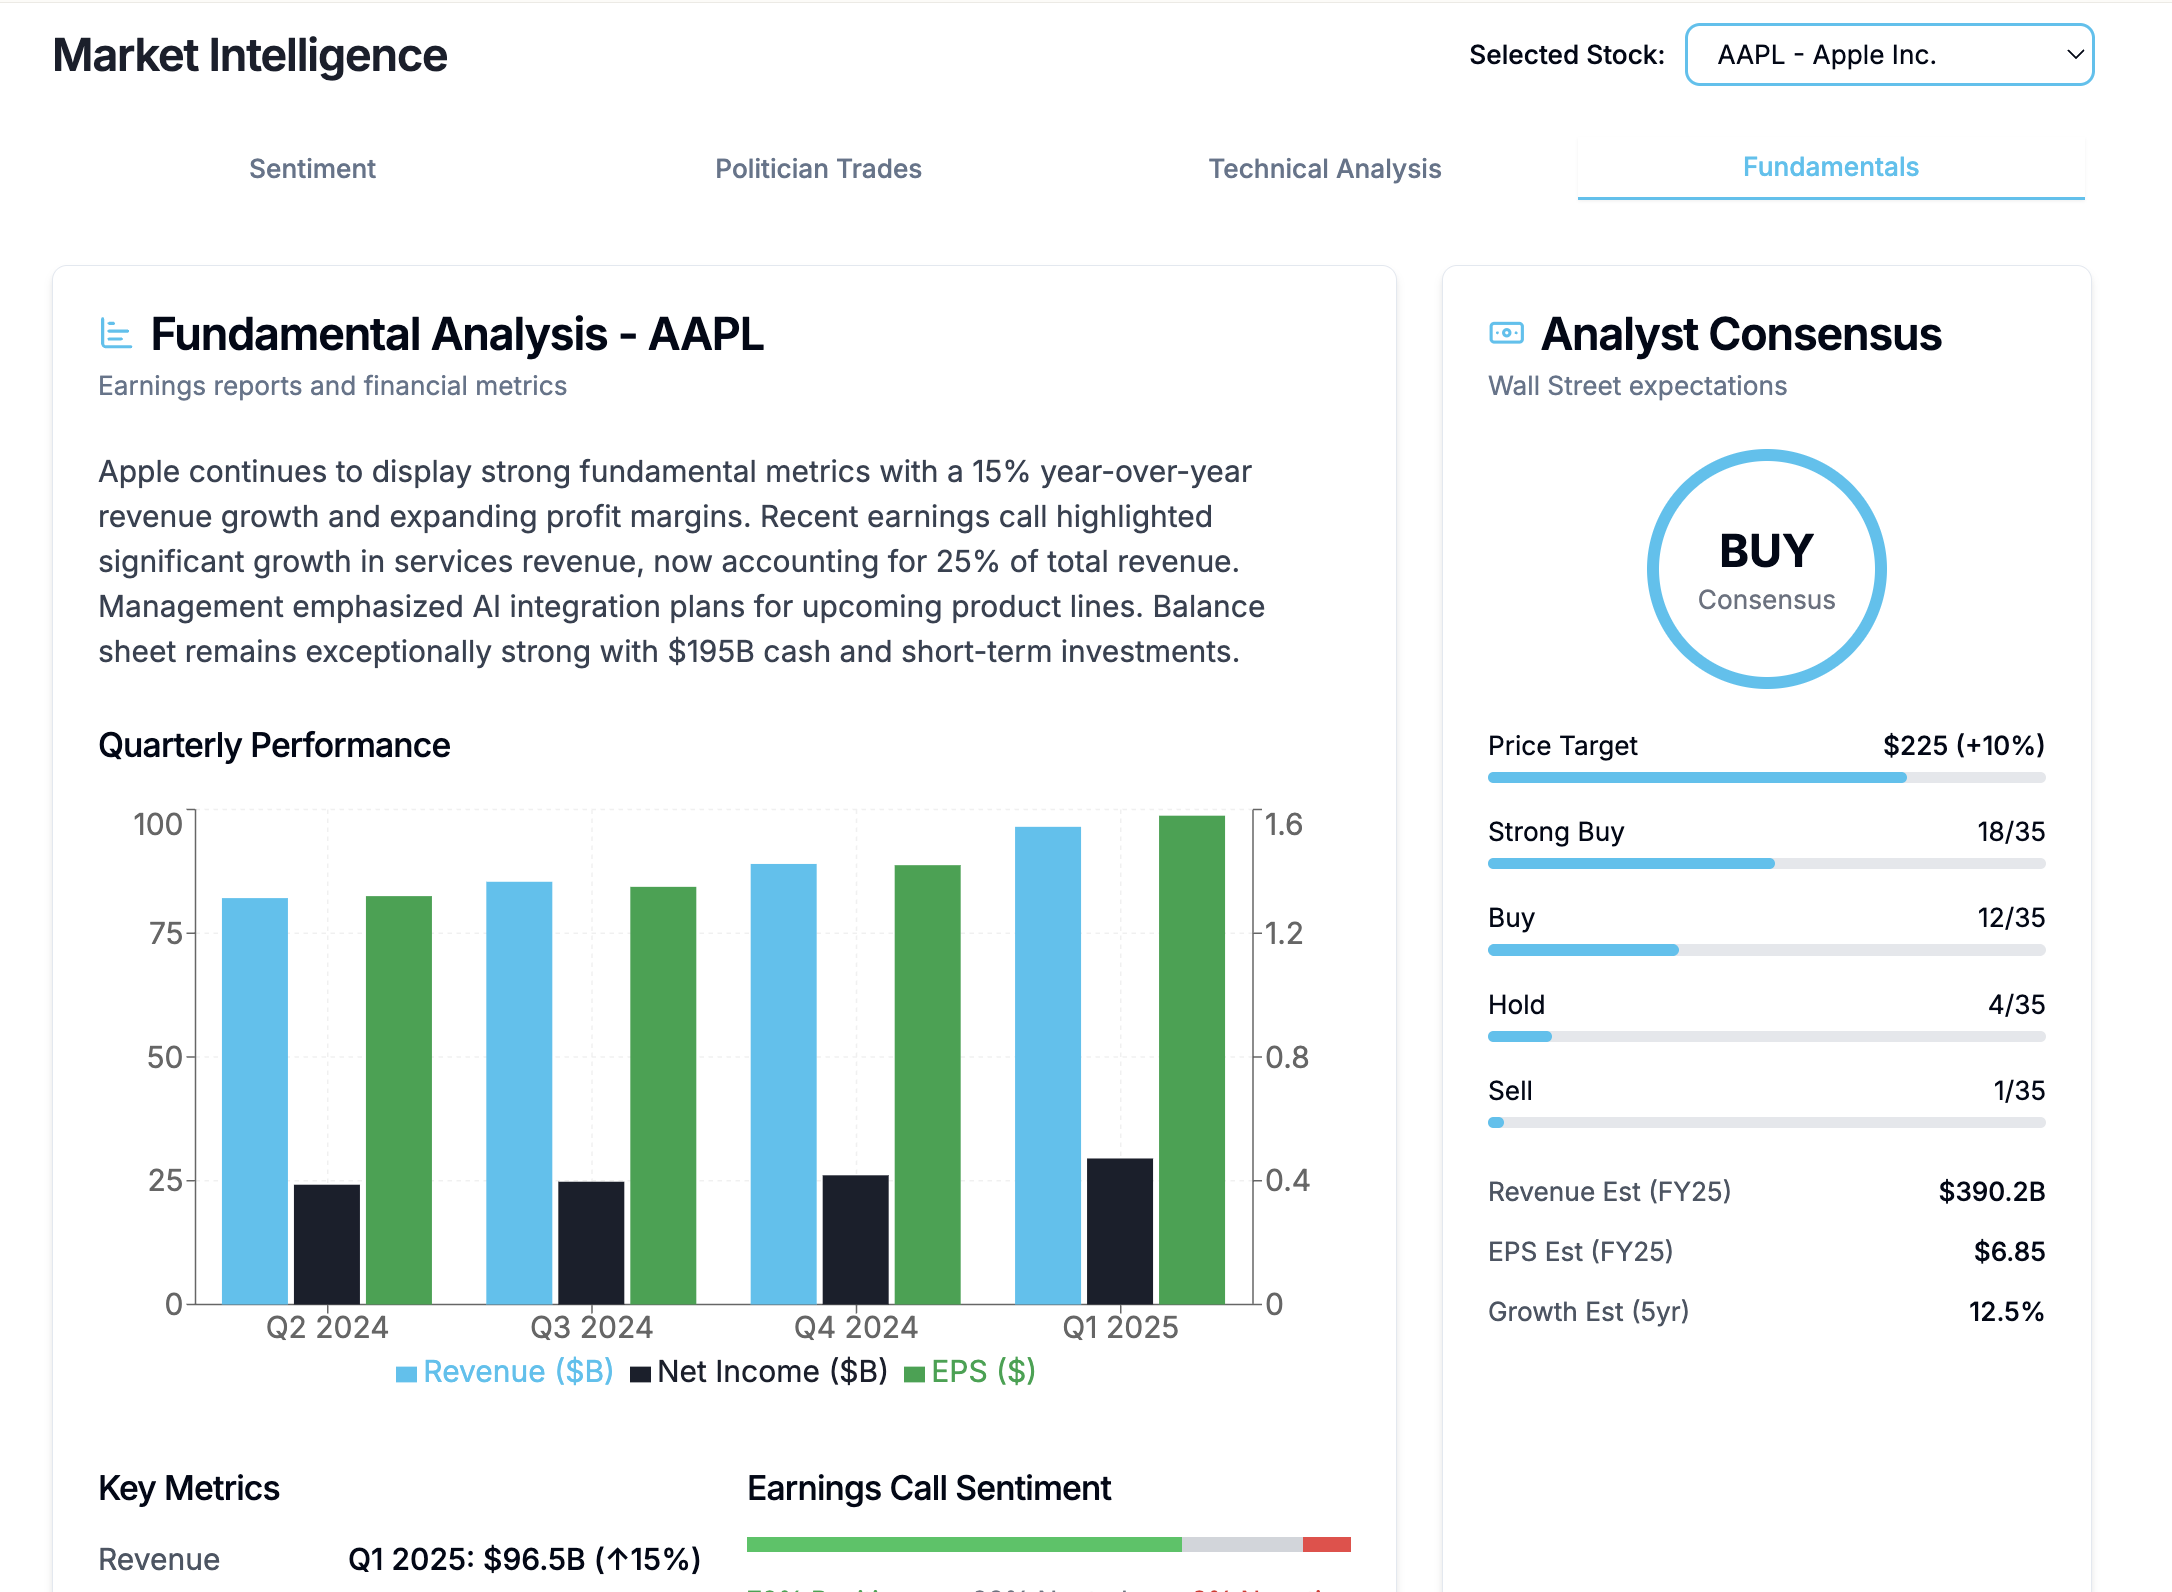 Market Intelligence
Selected Stock: AAPL - Apple Inc.
Sentiment Politician Trades Technical Analysis Fundamentals
Fundamental Analysis - AAPL
Earnings reports and financial metrics
Apple continues to display strong fundamental metrics with a 15% year-over-year
revenue growth and expanding profit margins. Recent earnings call highlighted
significant growth in services revenue, now accounting for 25% of total revenue.
Management emphasized AI integration plans for upcoming product lines. Balance
sheet remains exceptionally strong with $195B cash and short-term investments.
Quarterly Performance
100 1.6
75 1.2
50 0.8
25 0.4
0 0
Q2 2024 Q3 2024 Q4 2024 Q1 2025
Revenue ($B) Net Income ($B) EPS ($)
Key Metrics
Revenue Q1 2025: $96.5B (↑15%)
Earnings Call Sentiment
Analyst Consensus
Wall Street expectations
BUY
Consensus
Price Target $225 (+10%)
Strong Buy 18/35
Buy 12/35
Hold 4/35
Sell 1/35
Revenue Est (FY25) $390.2B
EPS Est (FY25) $6.85
Growth Est (5yr) 12.5%